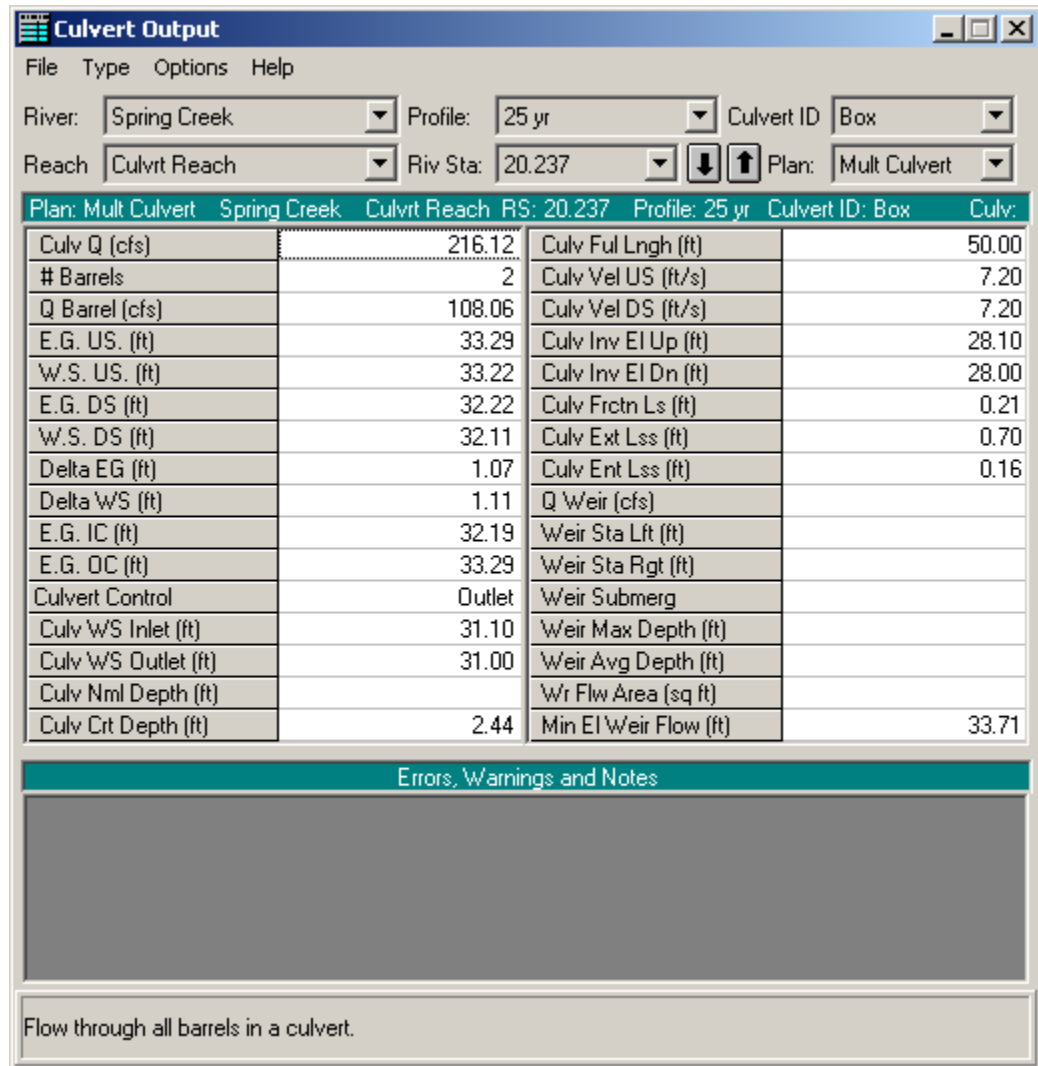 Culvert Output
File Type Options Help
River: Spring Creek Profile: 25 yr Culvert ID Box
Reach Culvrt Reach Riv Sta: 20.237 Plan: Mult Culvert
Plan: Mult Culvert Spring Creek Culvrt Reach RS: 20.237 Profile: 25 yr Culvert ID: Box Culv:
Culv Q (cfs) 216.12 Culv Ful Lngh (ft) 50.00
# Barrels 2 Culv Vel US (ft/s) 7.20
Q Barrel (cfs) 108.06 Culv Vel DS (ft/s) 7.20
E.G. US. (ft) 33.29 Culv Inv El Up (ft) 28.10
W.S. US. (ft) 33.22 Culv Inv El Dn (ft) 28.00
E.G. DS (ft) 32.22 Culv Frctn Ls (ft) 0.21
W.S. DS (ft) 32.11 Culv Ext Lss (ft) 0.70
Delta EG (ft) 1.07 Culv Ent Lss (ft) 0.16
Delta WS (ft) 1.11 Q Weir (cfs)
E.G. IC (ft) 32.19 Weir Sta Lft (ft)
E.G. OC (ft) 33.29 Weir Sta Rgt (ft)
Culvert Control Outlet Weir Submerg
Culv WS Inlet (ft) 31.10 Weir Max Depth (ft)
Culv WS Outlet (ft) 31.00 Weir Avg Depth (ft)
Culv Nml Depth (ft) Wr Flw Area (sq ft)
Culv Crt Depth (ft) 2.44 Min El Weir Flow (ft) 33.71
Errors, Warnings and Notes
Flow through all barrels in a culvert.